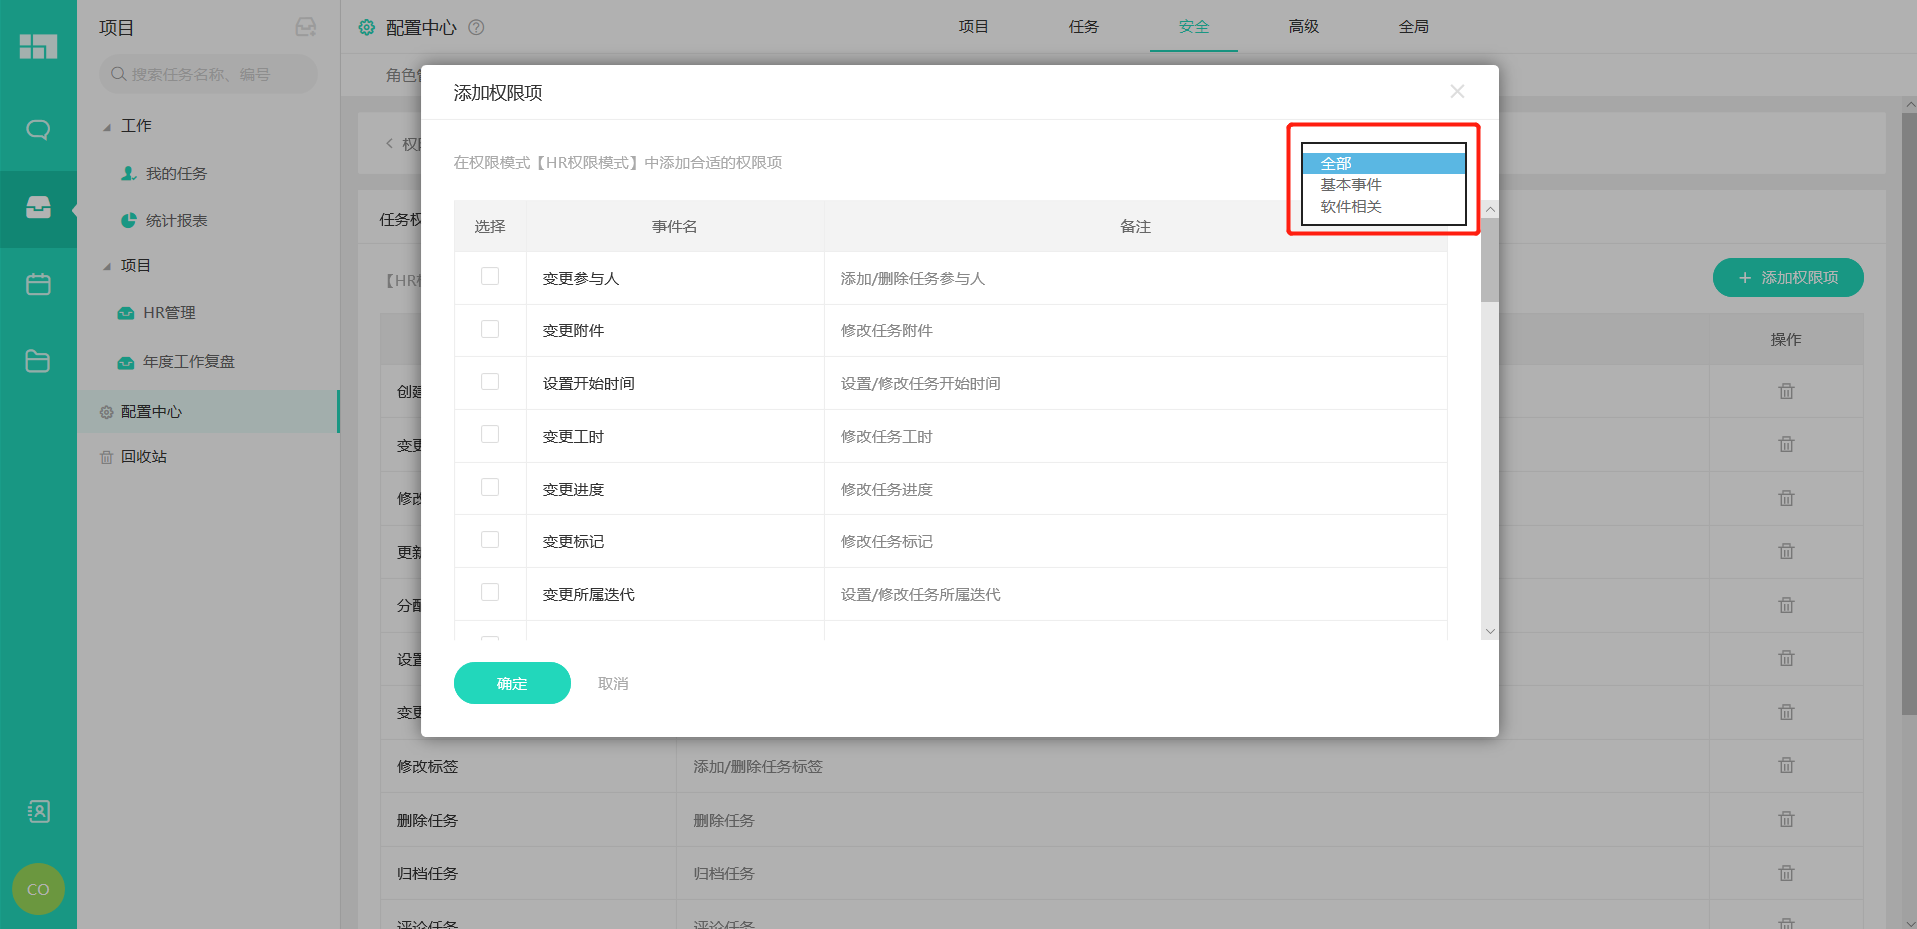 项目
搜索任务名称、编号
工作
我的任务
统计报表
项目
HR管理
年度工作复盘
配置中心
回收站
CO
配置中心
项目 任务 安全 高级 全局
角色
添加权限项
在权限模式【HR权限模式】中添加合适的权限项
全部
基本事件
软件相关
选择 事件名 备注
变更参与人 添加/删除任务参与人
变更附件 修改任务附件
设置开始时间 设置/修改任务开始时间
变更工时 修改任务工时
变更进度 修改任务进度
变更标记 修改任务标记
变更所属迭代 设置/修改任务所属迭代
确定 取消
任务权
【HR
添加权限项
操作
创建
变更
修改
更新
分配
设置
变更
修改标签 添加/删除任务标签
删除任务 删除任务
归档任务 归档任务
评论任务 评论任务